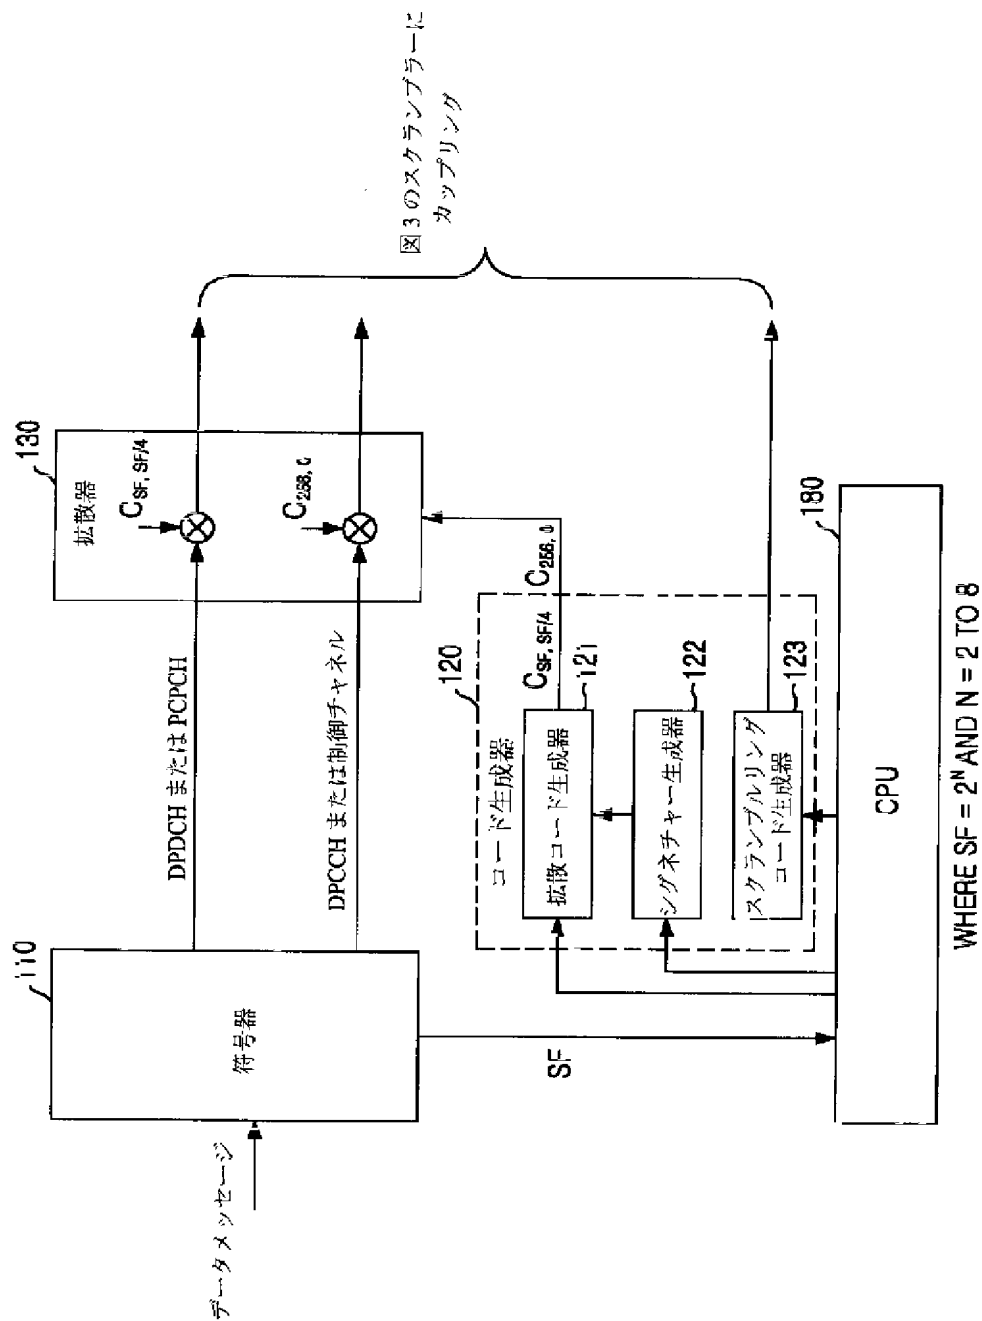 データメッセージ
110
符号器
DPDCH または PCPCH
DPCCH または制御チャネル
SF
130
拡散器
C_SF, SF/4
C_256, 0
図3のスクランブラーに
カップリング
120
コード生成器
C_SF, SF/4 C_256, 0
拡散コード生成器
121
シグネチャー生成器
122
スクランブルリング
コード生成器
123
180
CPU
WHERE SF = 2^N AND N = 2 TO 8